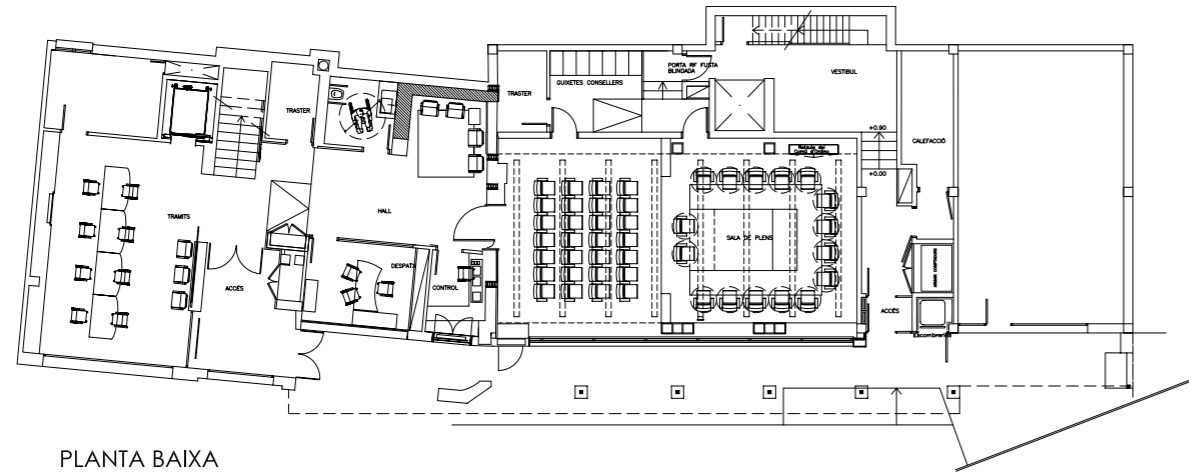 TRASTER
TRAMITS
ACCÉS
HALL
DESPATX
CONTROL
TRASTER
GUIXETES CONSELLERS
PORTA RF FUSTA
BLINDADA
VESTIBUL
+0.90
+0.00
CALEFACCIÓ
SALA DE PLENS
ACCÉS
Escombreries
PLANTA BAIXA